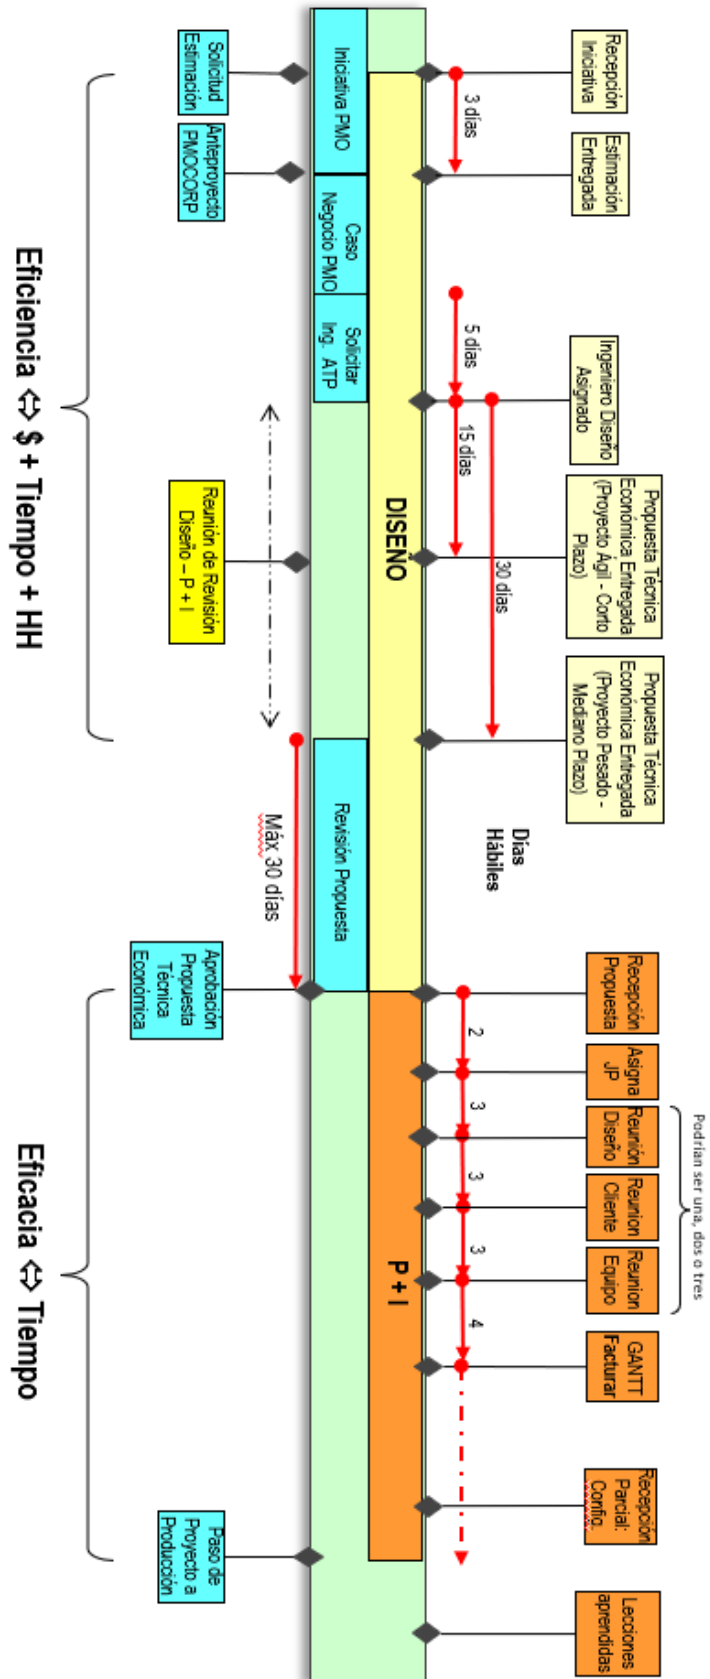 Recepción
Iniciativa
Estimación
Entregada
Ingeniero Diseño
Asignado
Propuesta Técnica
Económica Entregada
(Proyecto Ágil - Corto
Plazo)
Propuesta Técnica
Económica Entregada
(Proyecto Pesado -
Mediano Plazo)
Recepción
Propuesta
Asigna
JP
Podrían ser una, dos o tres
Reunión
Diseño
Reunion
Cliente
Reunion
Equipo
GANTT
Facturar
Recepción
Parcial:
Config.
Lecciones
aprendidas
3 días
5 días
15 días
30 días
Días
Hábiles
2
3
3
3
4
DISEÑO
P + I
Iniciativa PMO
Caso
Negocio PMO
Solicitar
Ing. ATP
Revisión Propuesta
Máx 30 días
Solicitud
Estimación
Anteproyecto
PMOCORP
Reunión de Revisión
Diseño – P + I
Aprobación
Propuesta
Técnica
Económica
Paso de
Proyecto a
Producción
Eficiencia ⇔ $ + Tiempo + HH
Eficacia ⇔ Tiempo